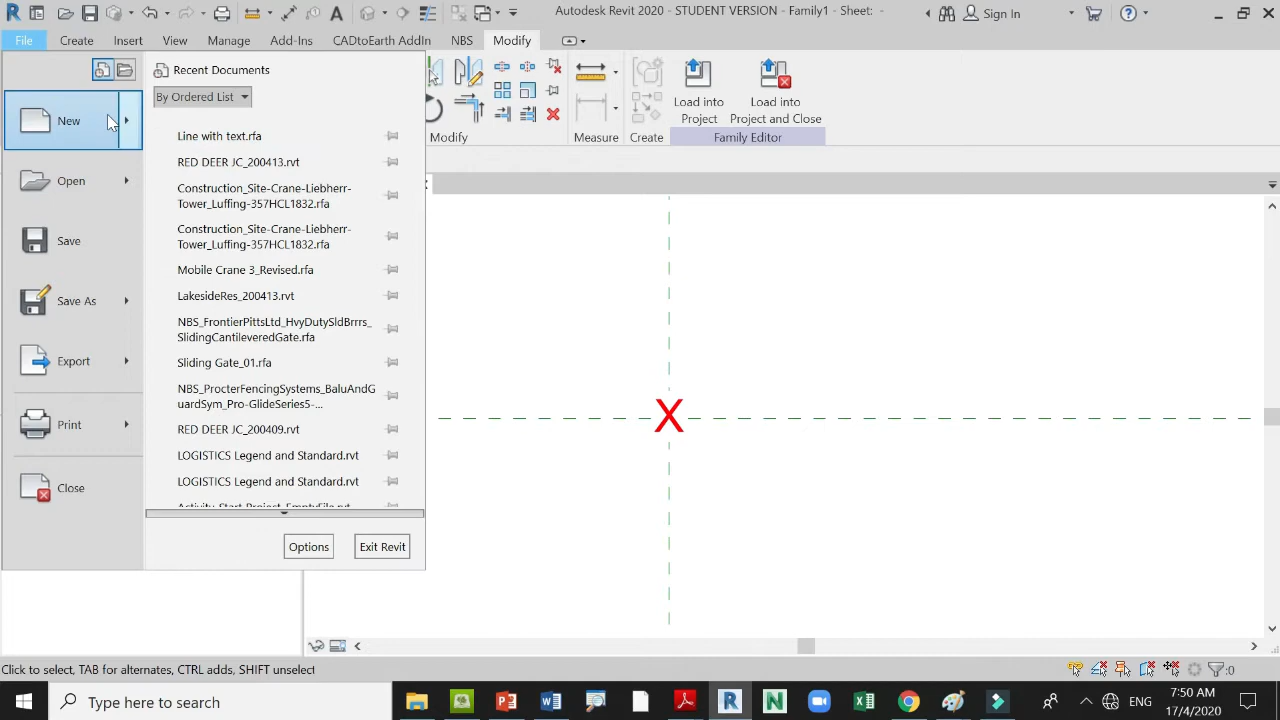 Autodesk Revit 2020 - STUDENT VERSION - Family1 - Sheet: -
Sign In
File Create Insert View Manage Add-Ins CADtoEarth AddIn NBS Modify
Recent Documents
By Ordered List
New
Open
Save
Save As
Export
Print
Close
Line with text.rfa
RED DEER JC_200413.rvt
Construction_Site-Crane-Liebherr-
Tower_Luffing-357HCL1832.rfa
Construction_Site-Crane-Liebherr-
Tower_Luffing-357HCL1832.rfa
Mobile Crane 3_Revised.rfa
LakesideRes_200413.rvt
NBS_FrontierPittsLtd_HvyDutySldBrrrs_
SlidingCantileveredGate.rfa
Sliding Gate_01.rfa
NBS_ProcterFencingSystems_BaluAndG
uardSym_Pro-GlideSeries5-...
RED DEER JC_200409.rvt
LOGISTICS Legend and Standard.rvt
LOGISTICS Legend and Standard.rvt
Activity_Start_Project_EmptyFile.rvt
Options Exit Revit
Load into
Project
Load into
Project and Close
Modify Measure Create Family Editor
X
Click to select, TAB for alternates, CTRL adds, SHIFT unselect
:0
Type here to search
ENG
7:50 AM
17/4/2020